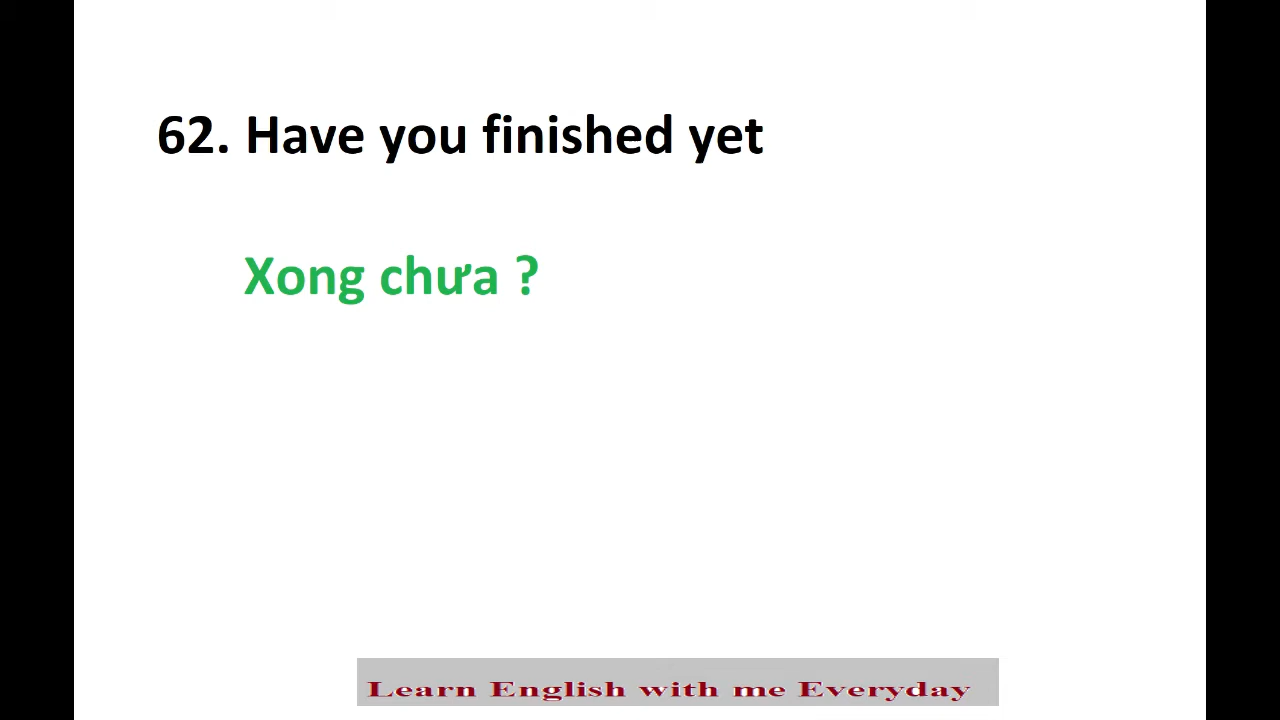 62. Have you finished yet
Xong chưa ?
Learn English with me Everyday